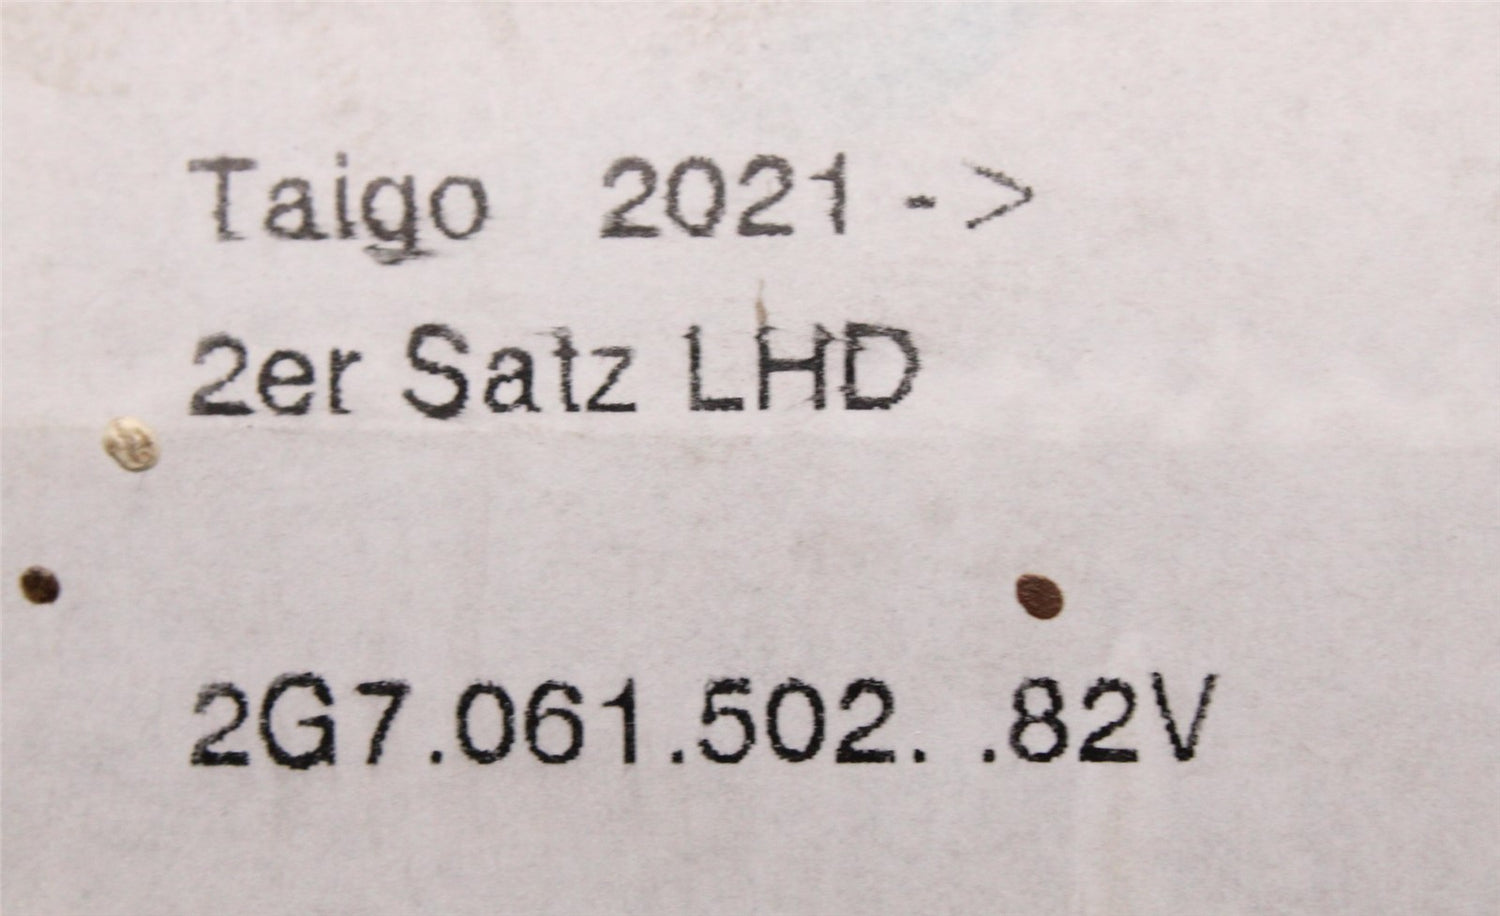 Taigo 2021 ->
2er Satz LHD
2G7.061.502. .82V